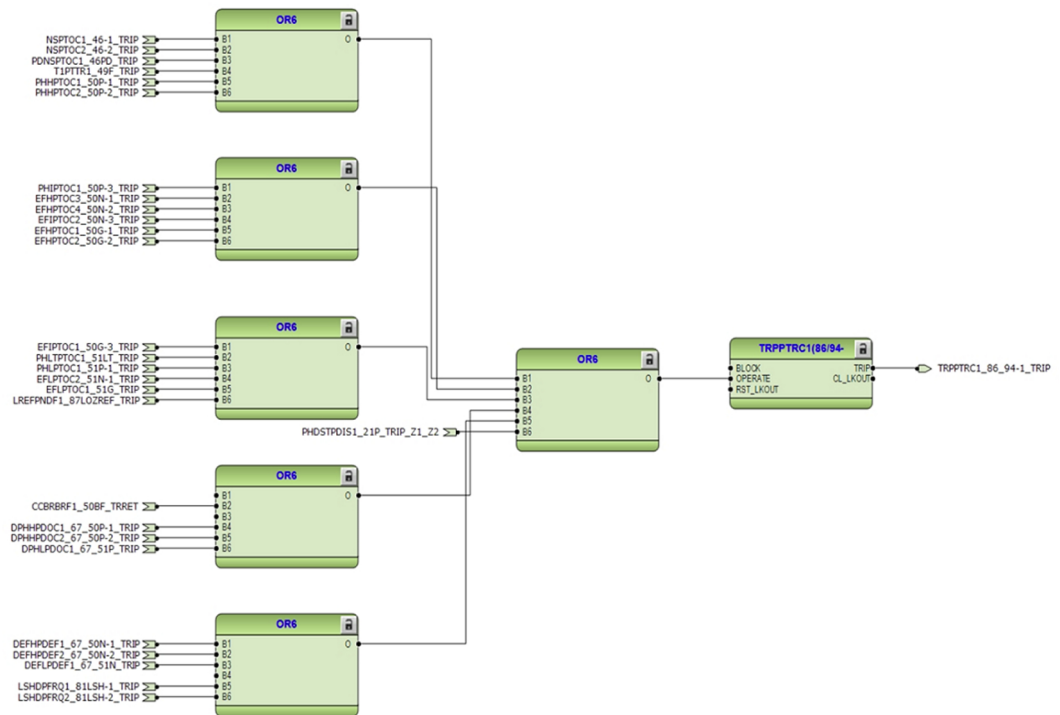 OR6
NSPTOC1_46-1_TRIP B1 O
NSPTOC2_46-2_TRIP B2
PDNSPTOC1_46PD_TRIP B3
T1PTTR1_49F_TRIP B4
PHHPTOC1_50P-1_TRIP B5
PHHPTOC2_50P-2_TRIP B6
OR6
PHIPTOC1_50P-3_TRIP B1 O
EFHPTOC3_50N-1_TRIP B2
EFHPTOC4_50N-2_TRIP B3
EFIPTOC2_50N-3_TRIP B4
EFHPTOC1_50G-1_TRIP B5
EFHPTOC2_50G-2_TRIP B6
OR6
EFIPTOC1_50G-3_TRIP B1 O
PHLTPTOC1_51LT_TRIP B2
PHLPTOC1_51P-1_TRIP B3
EFLPTOC2_51N-1_TRIP B4
EFLPTOC1_51G_TRIP B5
LREFPNDF1_87LOZREF_TRIP B6
OR6
B1 O
CCBRBRF1_50BF_TRRET B2
B3
DPHHPDOC1_67_50P-1_TRIP B4
DPHHPDOC2_67_50P-2_TRIP B5
DPHLPDOC1_67_51P_TRIP B6
OR6
DEFHPDEF1_67_50N-1_TRIP B1 O
DEFHPDEF2_67_50N-2_TRIP B2
DEFLPDEF1_67_51N_TRIP B3
B4
LSHDPFRQ1_81LSH-1_TRIP B5
LSHDPFRQ2_81LSH-2_TRIP B6
OR6
B1 O
B2
B3
B4
B5
PHDSTPDIS1_21P_TRIP_Z1_Z2 B6
TRPPTRC1(86/94-
BLOCK TRIP
OPERATE CL_LKOUT
RST_LKOUT
TRPPTRC1_86_94-1_TRIP